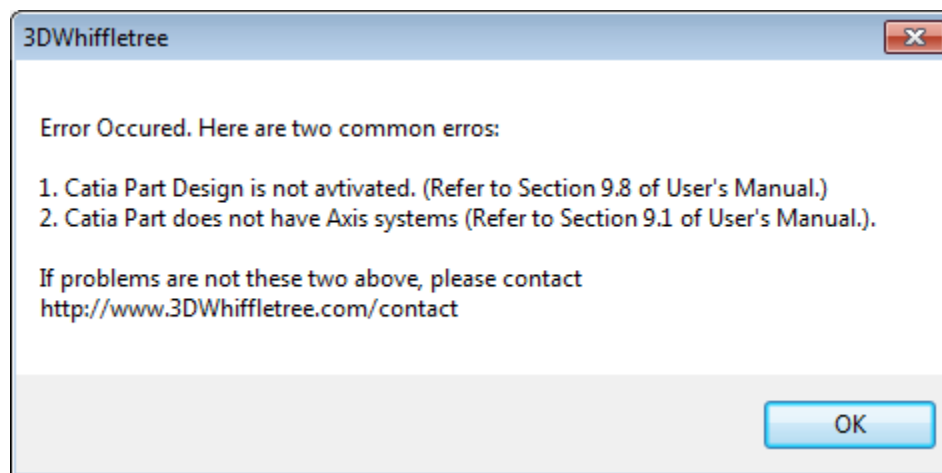 3DWhiffletree
Error Occured. Here are two common erros:
1. Catia Part Design is not avtivated. (Refer to Section 9.8 of User's Manual.)
2. Catia Part does not have Axis systems (Refer to Section 9.1 of User's Manual.).
If problems are not these two above, please contact
http://www.3DWhiffletree.com/contact
OK